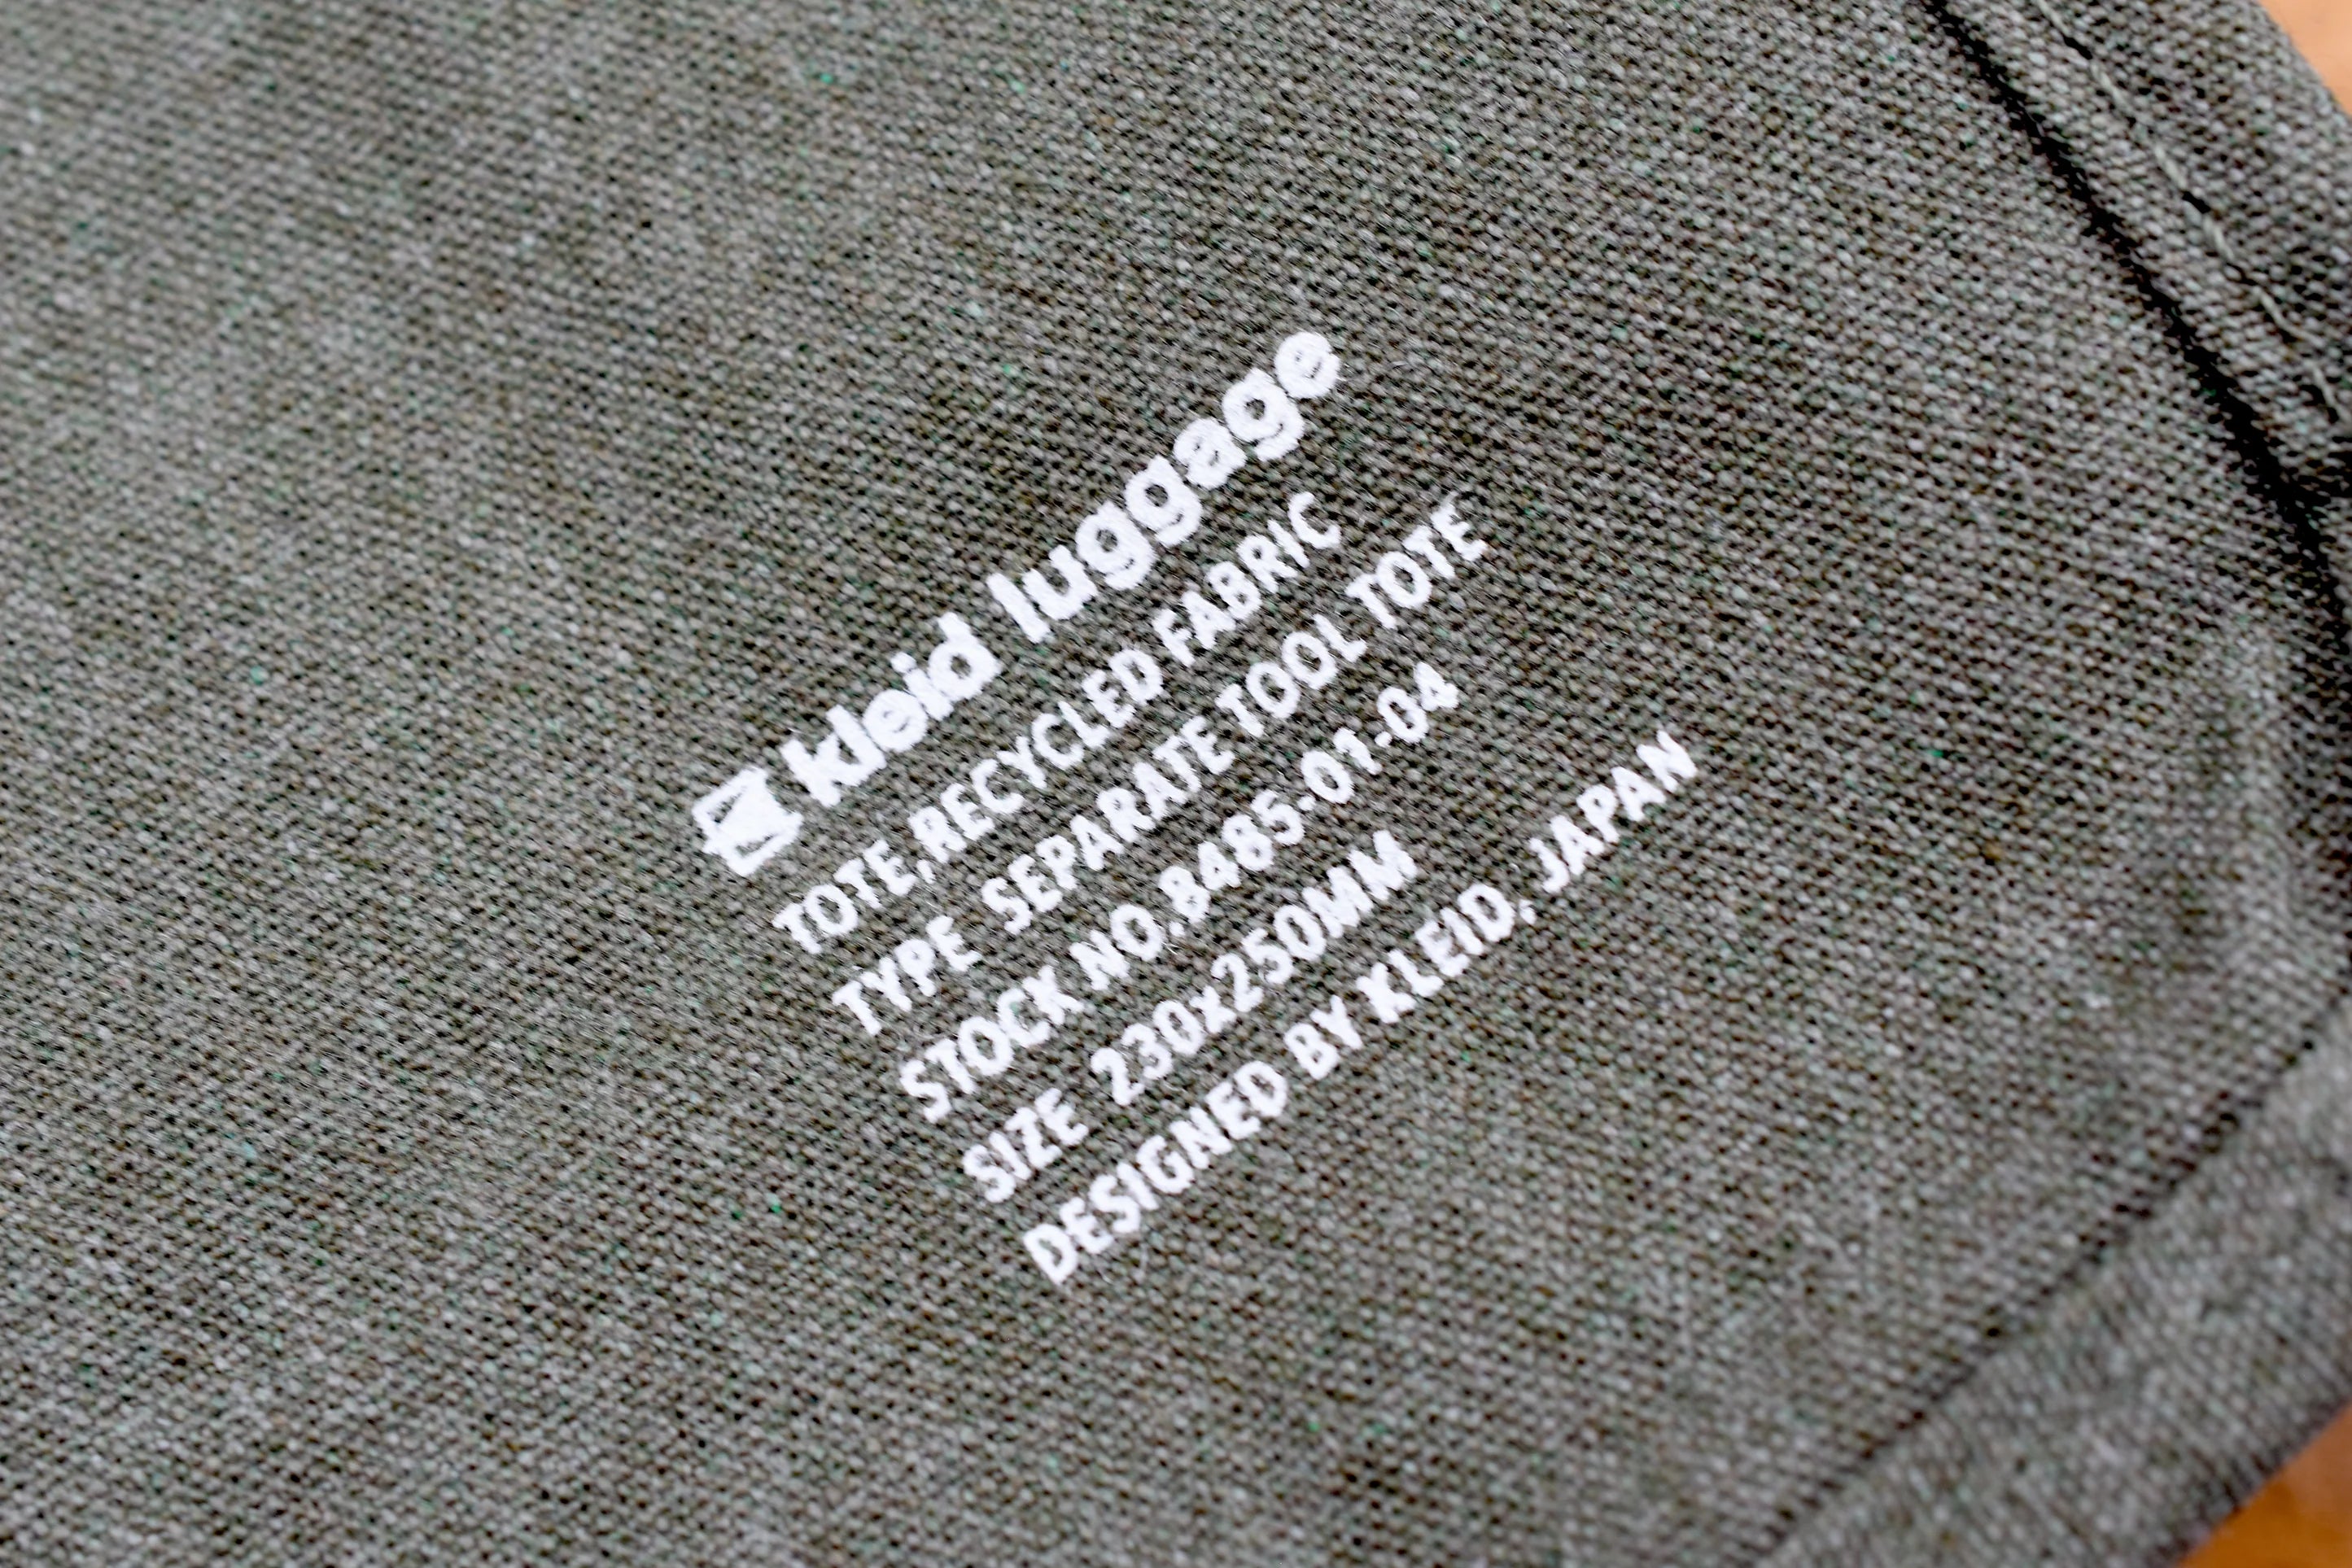 kleid luggage
TOTE,RECYCLED FABRIC
TYPE SEPARATE TOOL TOTE
STOCK NO.8485-01-04
SIZE 230x250MM
DESIGNED BY KLEID, JAPAN